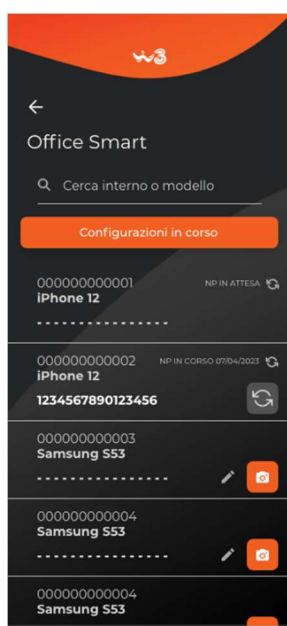 W3
Office Smart
Cerca interno o modello
Configurazioni in corso
000000000001 NP IN ATTESA
iPhone 12
- - - - - - - - - - - - - - - -
000000000002 NP IN CORSO 07/04/2023
iPhone 12
1234567890123456
000000000003
Samsung S53
- - - - - - - - - - - - - - - -
000000000004
Samsung S53
- - - - - - - - - - - - - - - -
000000000004
Samsung S53